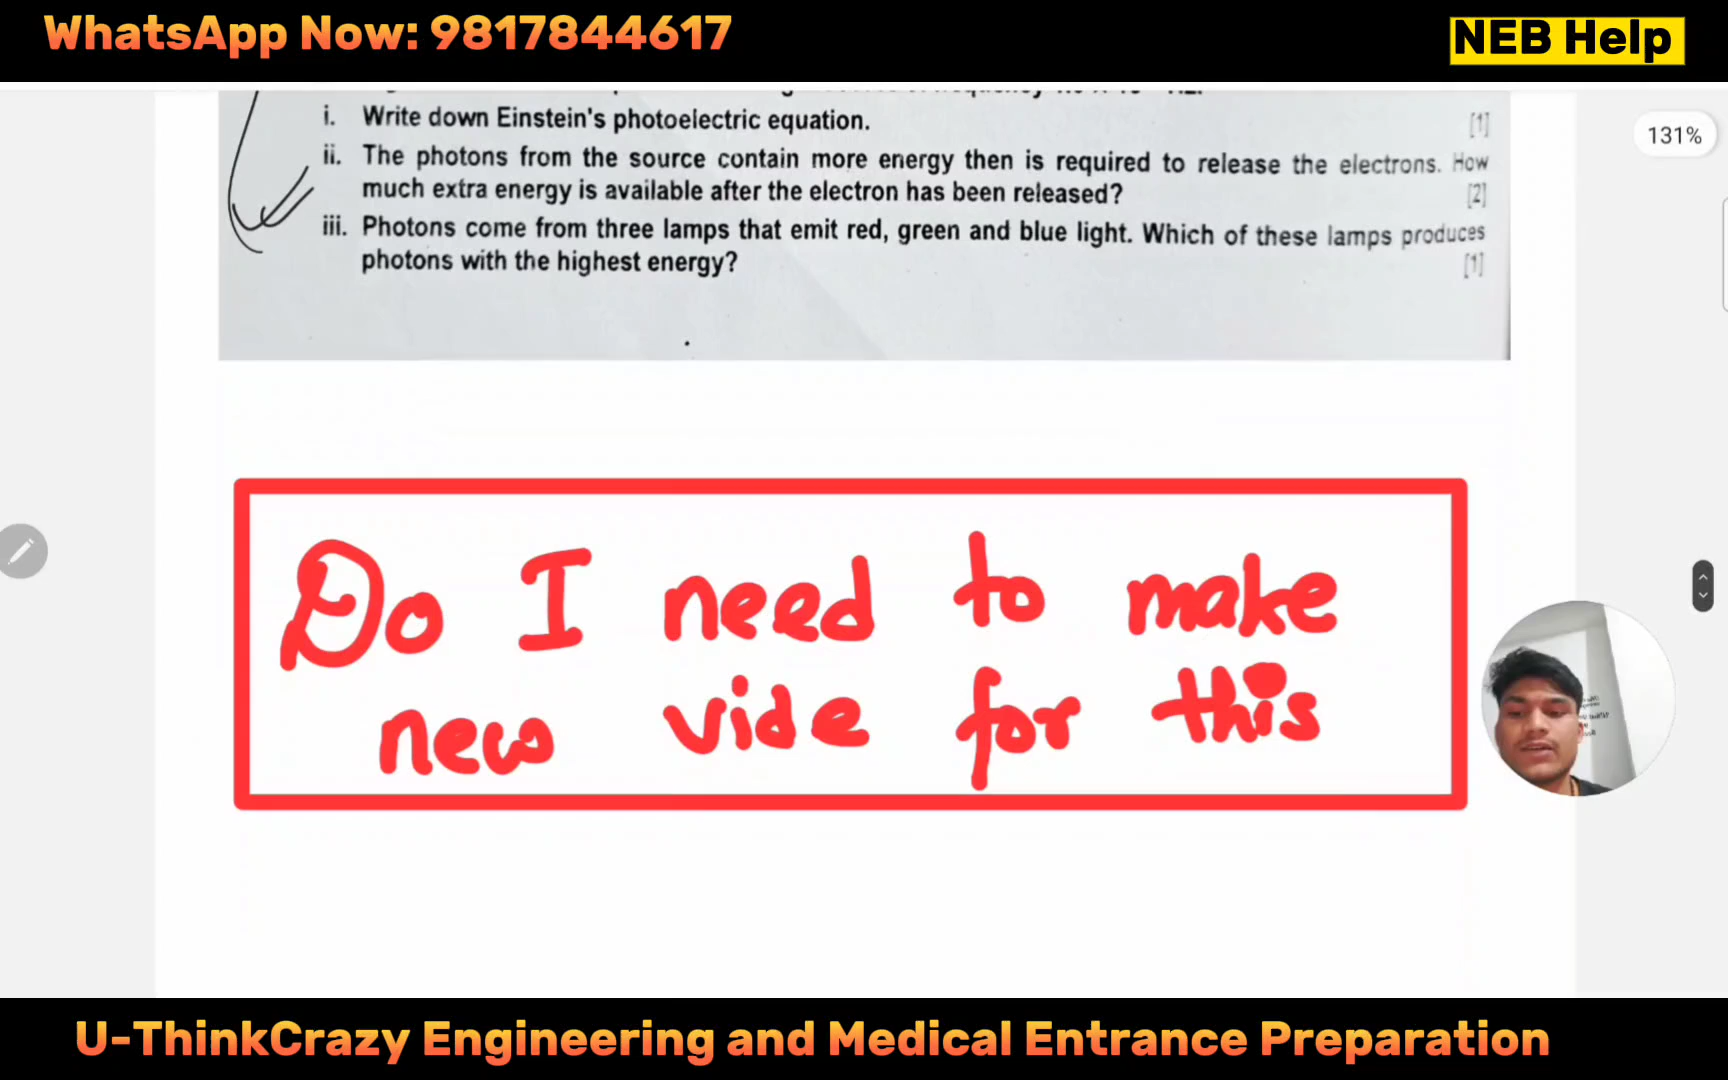 WhatsApp Now: 9817844617
NEB Help
i. Write down Einstein's photoelectric equation. [1]
131%
ii. The photons from the source contain more energy then is required to release the electrons. How
much extra energy is available after the electron has been released? [2]
iii. Photons come from three lamps that emit red, green and blue light. Which of these lamps produces
photons with the highest energy? [1]
Do I need to make
new vide for this
U-ThinkCrazy Engineering and Medical Entrance Preparation